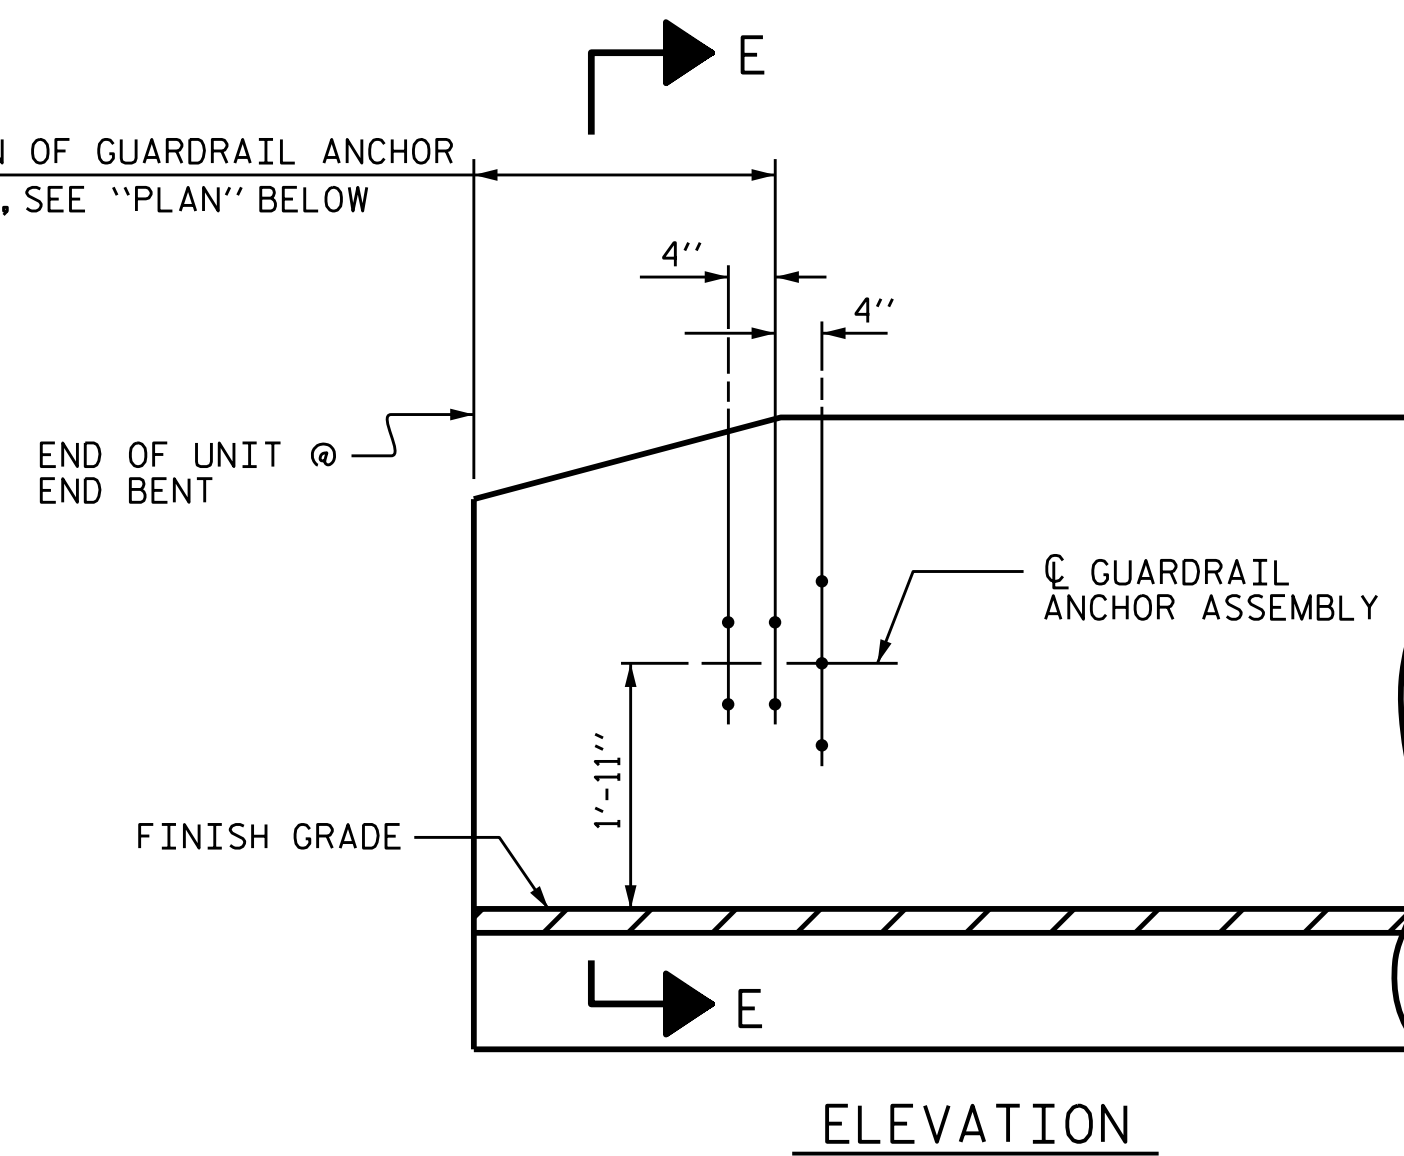 E
OF GUARDRAIL ANCHOR
, SEE "PLAN" BELOW
4"
4"
END OF UNIT @
END BENT
℄ GUARDRAIL
ANCHOR ASSEMBLY
1'-11"
FINISH GRADE
E
ELEVATION